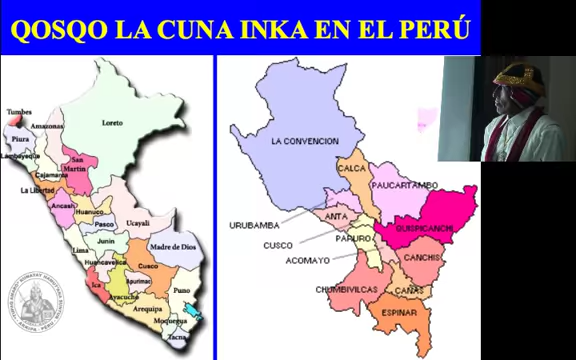 QOSQO LA CUNA INKA EN EL PERÚ
Tumbes
Loreto
Piura
Amazonas
Lambayeque
Cajamarca
San
Martín
La Libertad
Ancash
Huanuco
Ucayali
Pasco
Junín
Lima
Madre de Dios
Huancavelica
Cusco
Ica
Ayacucho
Apurimac
Puno
Arequipa
Moquegua
Tacna
LA CONVENCION
CALCA
PAUCARTAMBO
URUBAMBA
ANTA
QUISPICANCHI
CUSCO
PARURO
ACOMAYO
CANCHIS
CHUMBIVILCAS
CANAS
ESPINAR